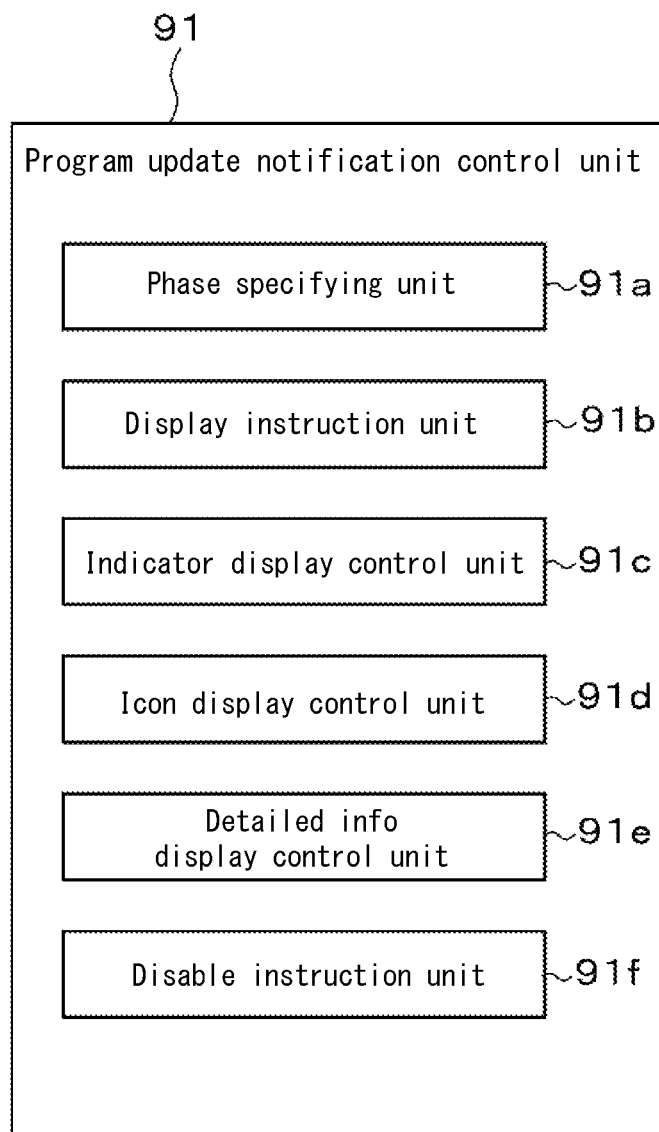 91
Program update notification control unit
Phase specifying unit
91a
Display instruction unit
91b
Indicator display control unit
91c
Icon display control unit
91d
Detailed info
display control unit
91e
Disable instruction unit
91f